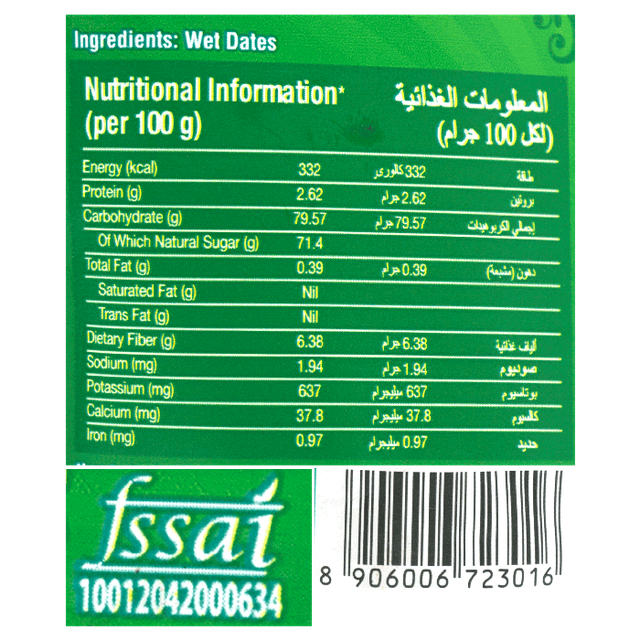 Ingredients: Wet Dates
Nutritional Information* المعلومات الغذائية
(per 100 g) (لكل 100 جرام)
Energy (kcal) 332 332 كالورى طاقة
Protein (g) 2.62 2.62 جرام بروتين
Carbohydrate (g) 79.57 79.57 جرام إجمالي الكربوهيدات
Of Which Natural Sugar (g) 71.4
Total Fat (g) 0.39 0.39 جرام دهون (مشبعة)
Saturated Fat (g) Nil
Trans Fat (g) Nil
Dietary Fiber (g) 6.38 6.38 جرام ألياف غذائية
Sodium (mg) 1.94 1.94 جرام صوديوم
Potassium (mg) 637 637 ميليجرام بوتاسيوم
Calcium (mg) 37.8 37.8 ميليجرام كالسيوم
Iron (mg) 0.97 0.97 ميليجرام حديد
fssai
10012042000634
8 906006 723016